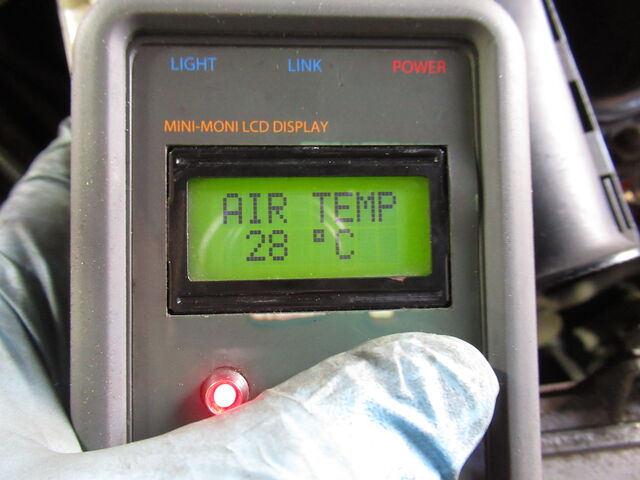 LIGHT LINK POWER
MINI-MONI LCD DISPLAY
AIR TEMP
28 °C